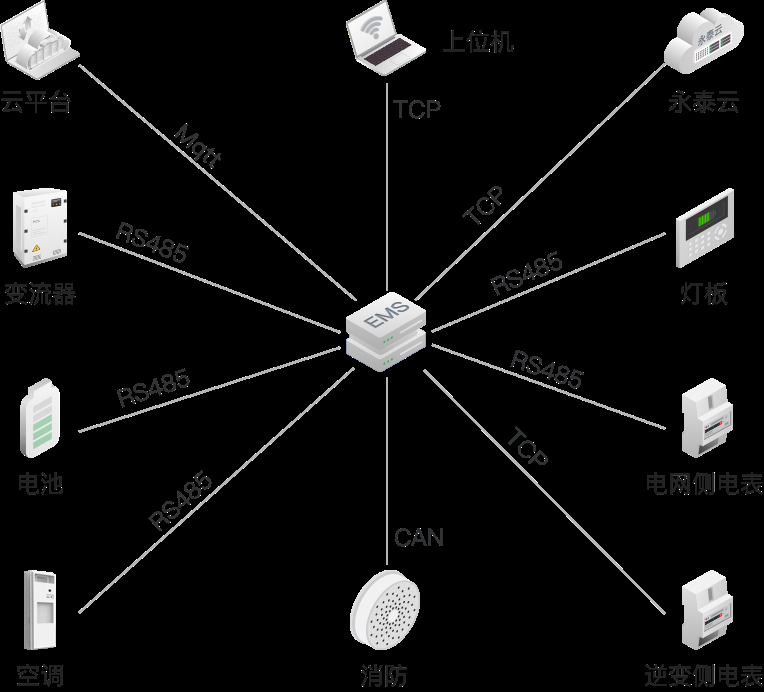 上位机
永泰云
云平台
TCP
永泰云
Mqtt
TCP
RS485
RS485
变流器
灯板
EMS
RS485
RS485
电池
TCP
电网侧电表
RS485
CAN
空调
消防
逆变侧电表